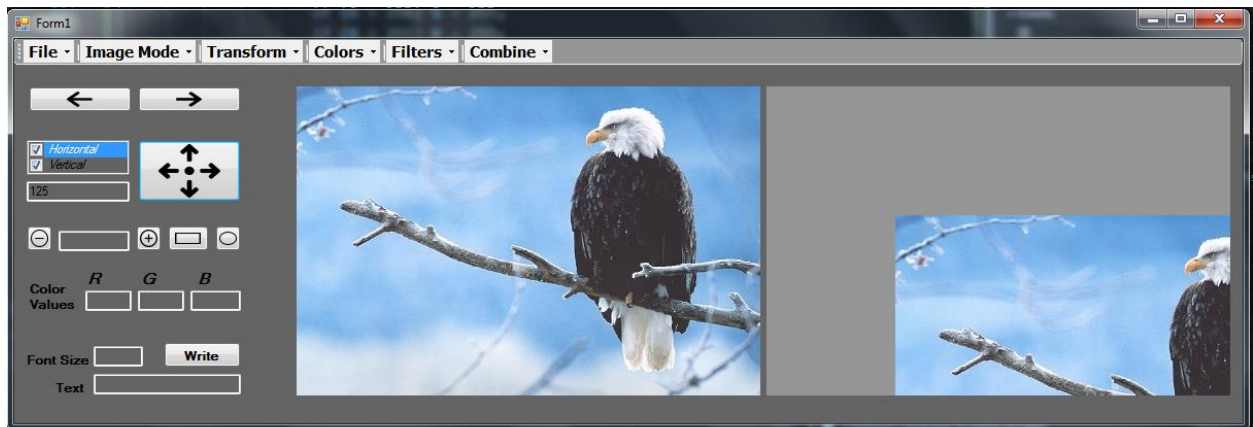 Form1
File Image Mode Transform Colors Filters Combine
Horizontal
Vertical
125
R G B
Color
Values
Font Size Write
Text